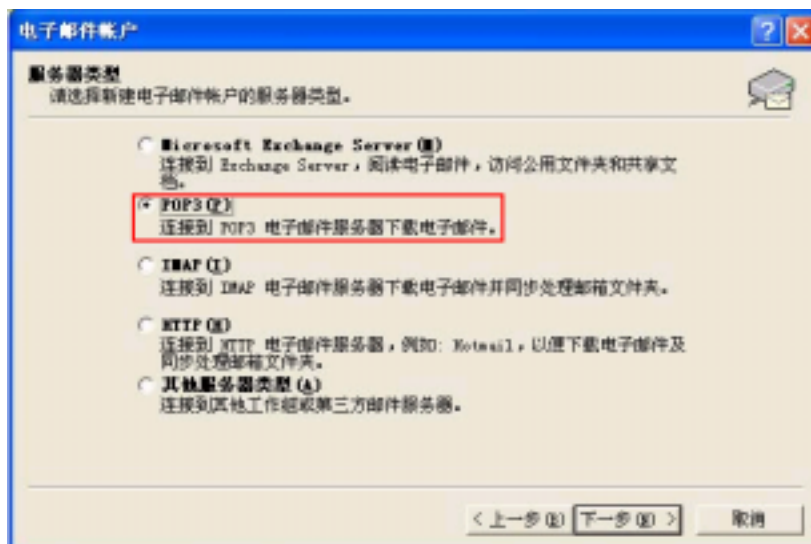 电子邮件帐户
服务器类型
请选择新建电子邮件帐户的服务器类型。
Microsoft Exchange Server(M)
连接到 Exchange Server，阅读电子邮件，访问公用文件夹和共享文
档。
POP3(P)
连接到 POP3 电子邮件服务器下载电子邮件。
IMAP(I)
连接到 IMAP 电子邮件服务器下载电子邮件并同步处理邮箱文件夹。
HTTP(H)
连接到 HTTP 电子邮件服务器，例如: Hotmail，以便下载电子邮件及
同步处理邮箱文件夹。
其他服务器类型(A)
连接到其他工作组或第三方邮件服务器。
< 上一步(B) 下一步(N) > 取消